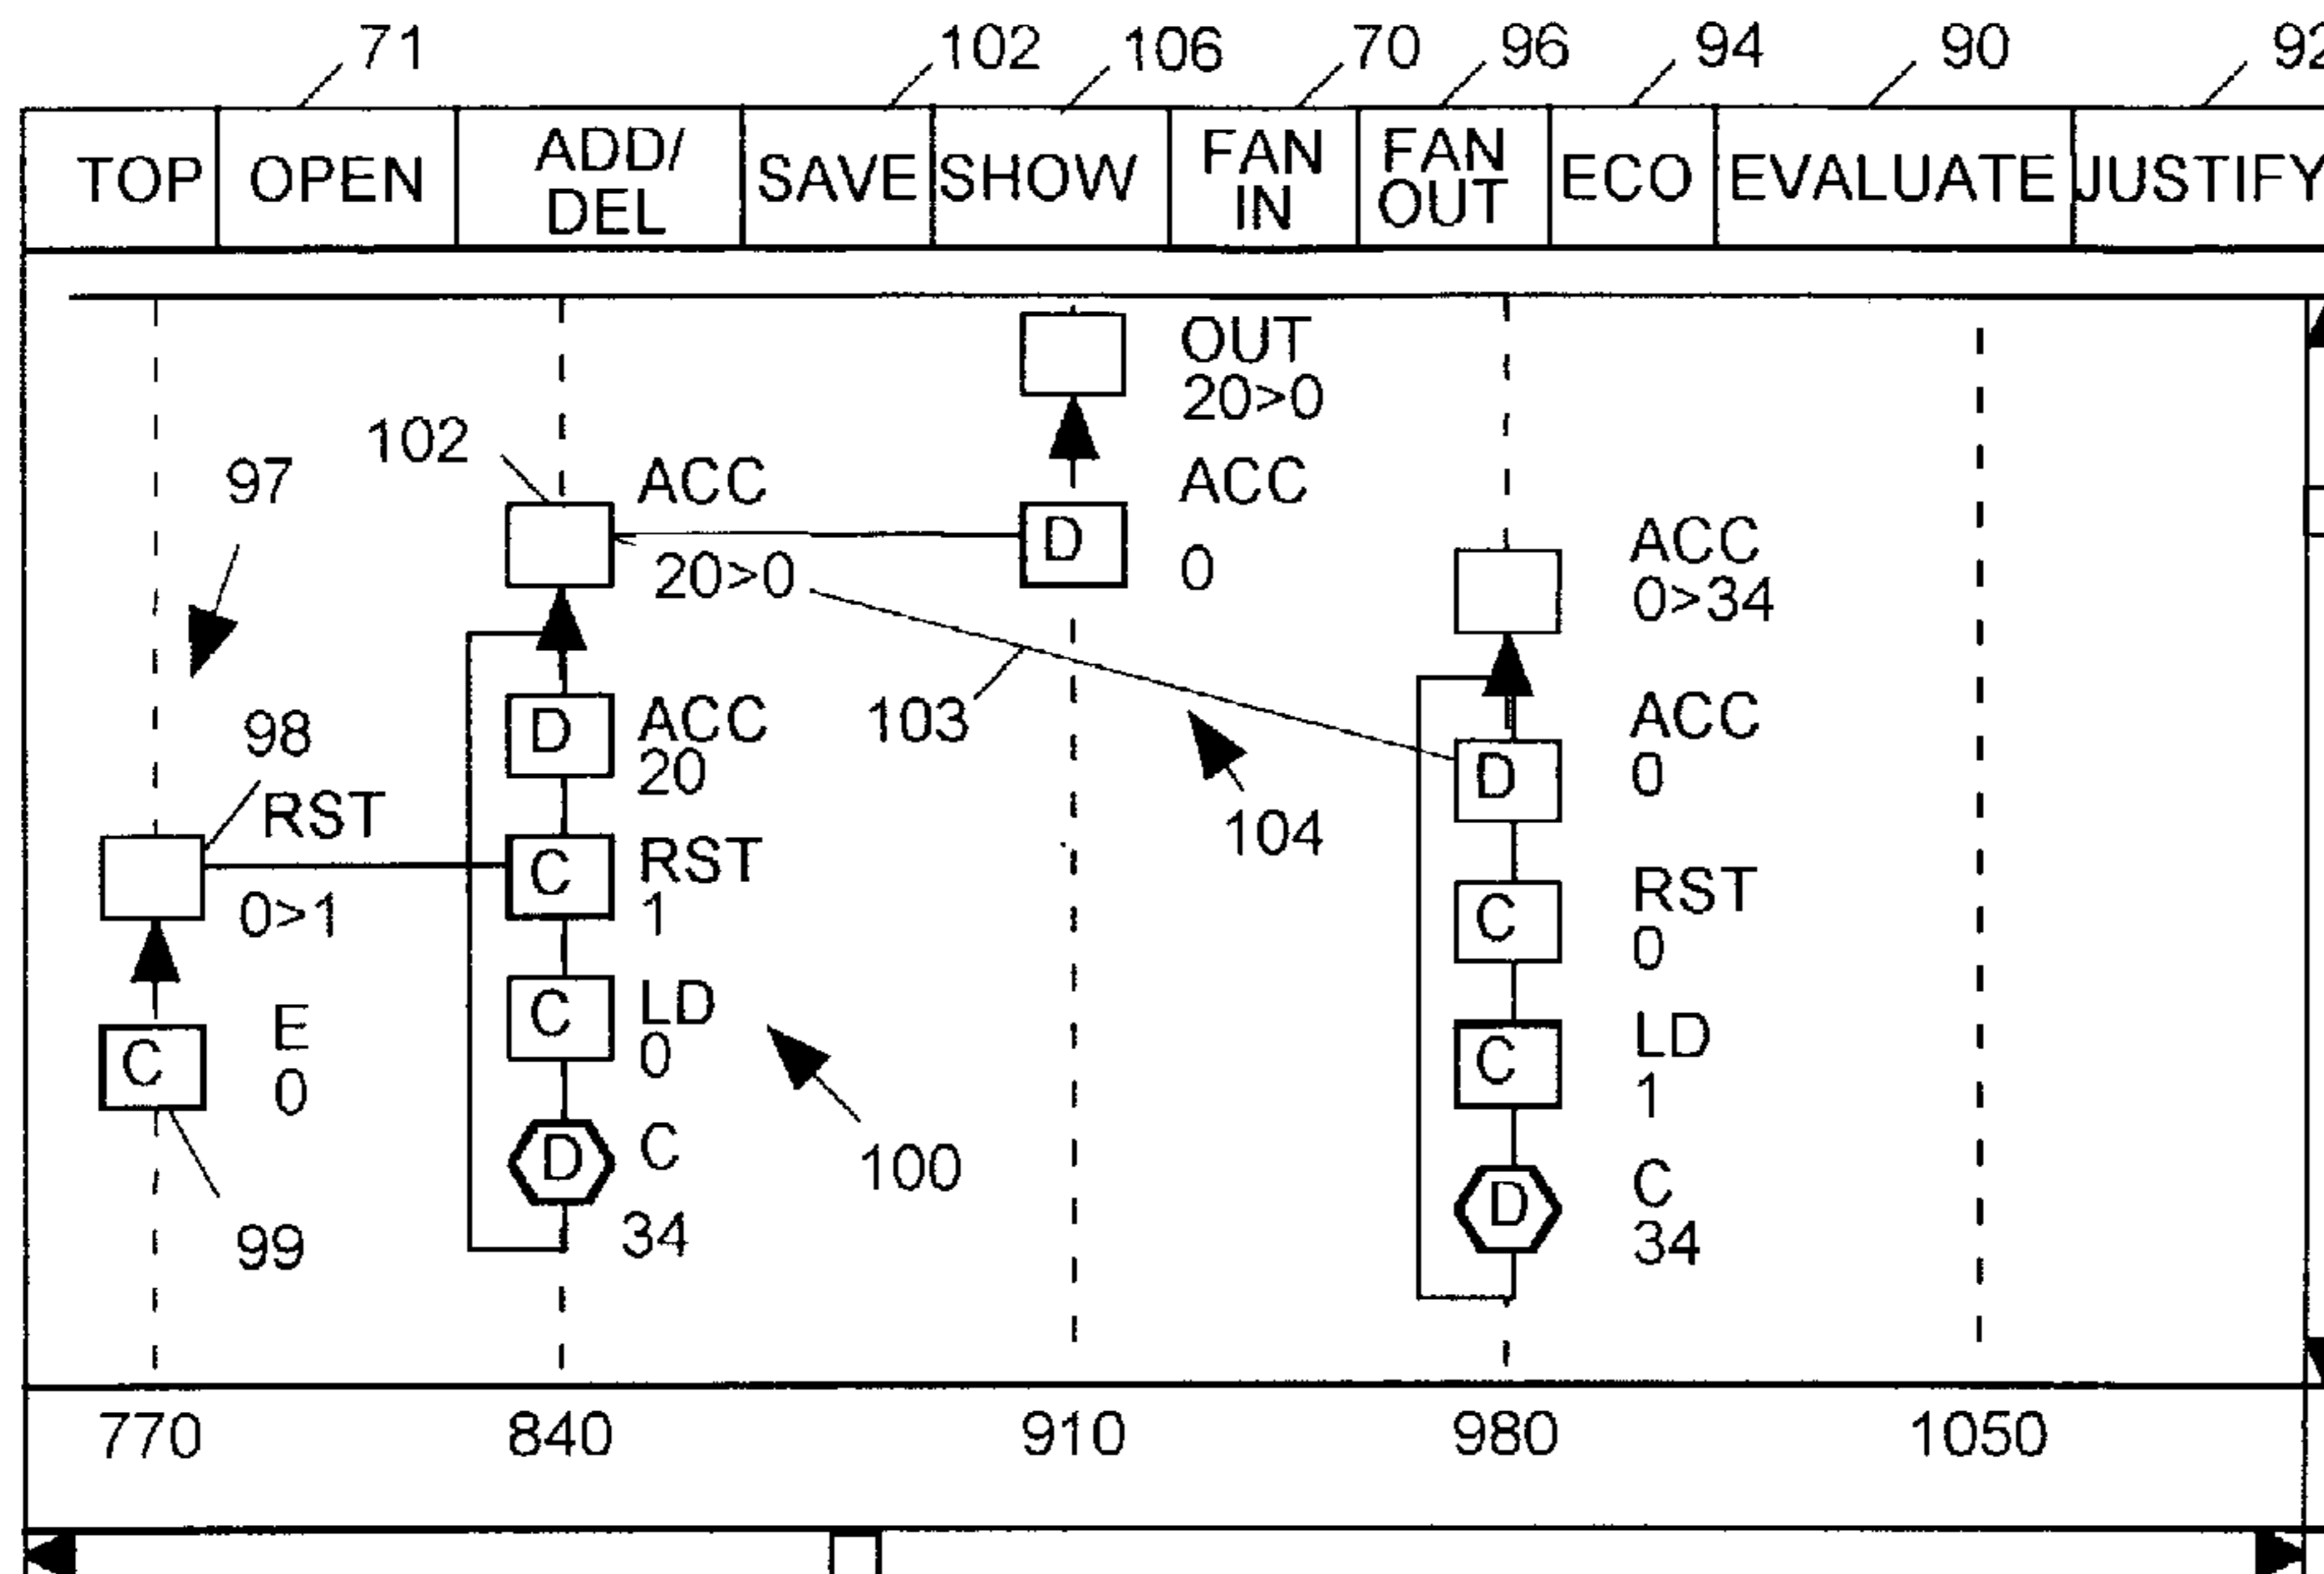 71 102 106 70 96 94 90 92
TOP OPEN ADD/ DEL SAVE SHOW FAN IN FAN OUT ECO EVALUATE JUSTIFY
OUT
20>0
102
97
ACC
20>0
D
ACC
0
ACC
0>34
98
RST
0>1
D
ACC
20
103
104
D
ACC
0
C
RST
1
C
RST
0
C
E
0
C
LD
0
C
LD
1
99
D
C
34
100
D
C
34
770 840 910 980 1050